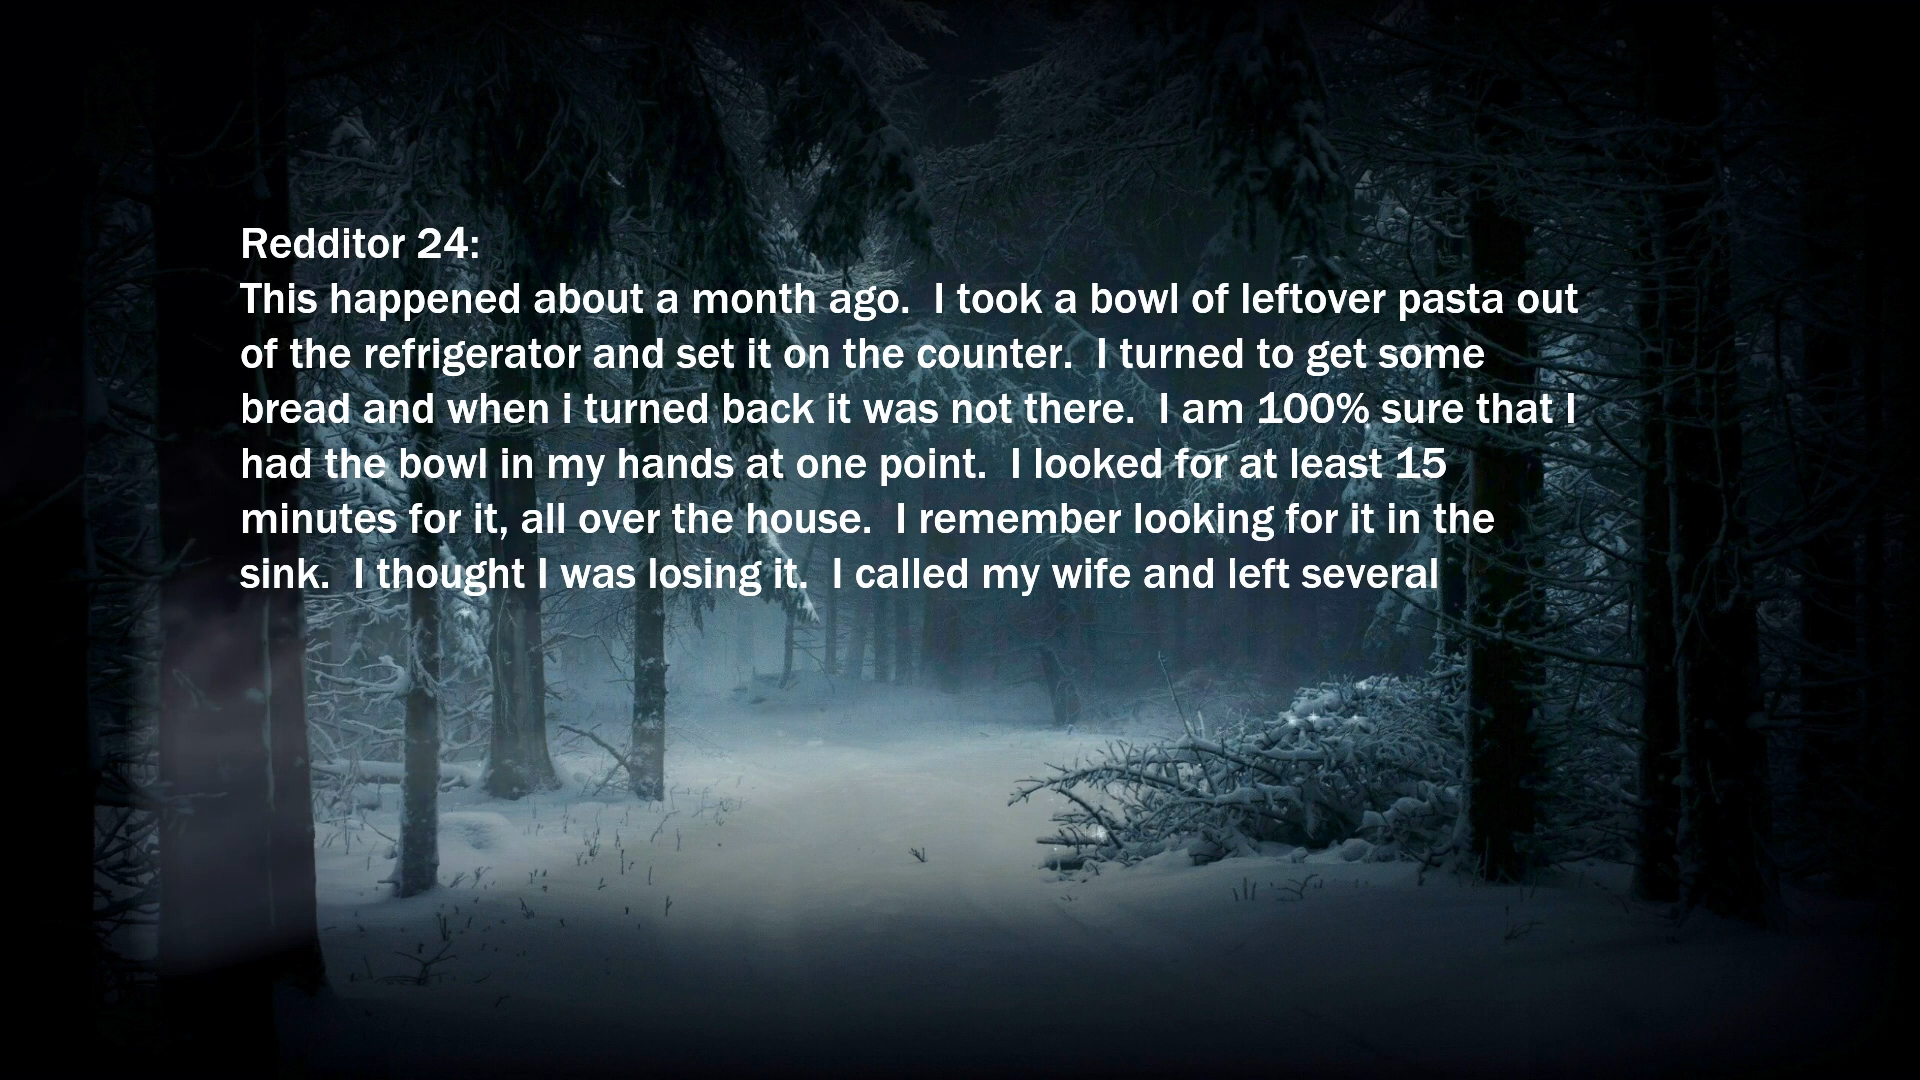 Redditor 24:
This happened about a month ago.  I took a bowl of leftover pasta out
of the refrigerator and set it on the counter.  I turned to get some
bread and when i turned back it was not there.  I am 100% sure that I
had the bowl in my hands at one point.  I looked for at least 15
minutes for it, all over the house.  I remember looking for it in the
sink.  I thought I was losing it.  I called my wife and left several